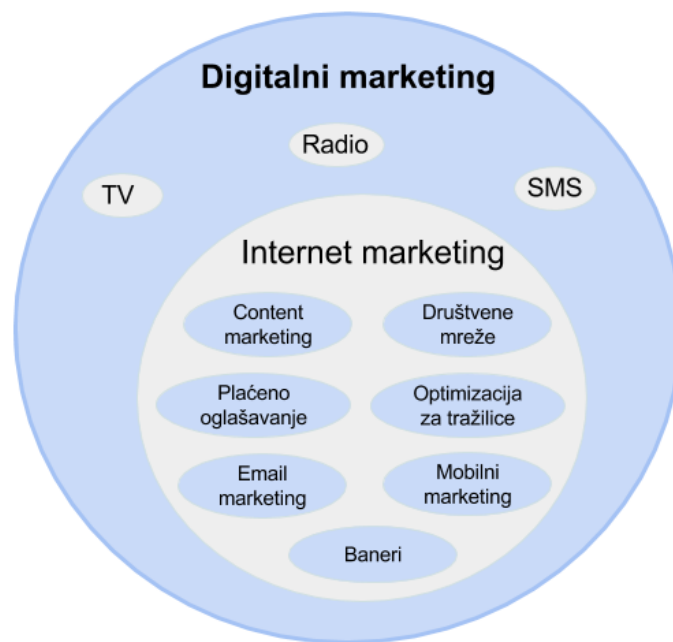 Digitalni marketing
Radio
TV
SMS
Internet marketing
Content
marketing
Društvene
mreže
Plaćeno
oglašavanje
Optimizacija
za tražilice
Email
marketing
Mobilni
marketing
Baneri